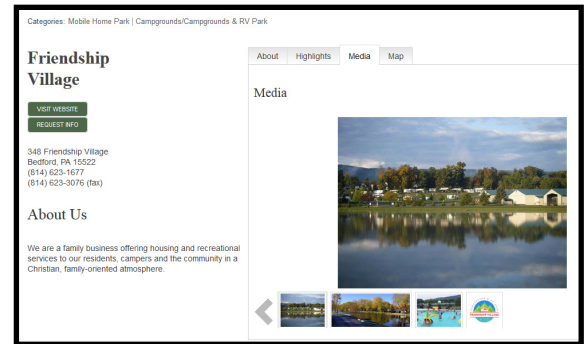 Categories: Mobile Home Park | Campgrounds/Campgrounds & RV Park
Friendship
Village
VISIT WEBSITE
REQUEST INFO
348 Friendship Village
Bedford, PA 15522
(814) 623-1677
(814) 623-3076 (fax)
About Us
We are a family business offering housing and recreational
services to our residents, campers and the community in a
Christian, family-oriented atmosphere.
About Highlights Media Map
Media
FRIENDSHIP VILLAGE